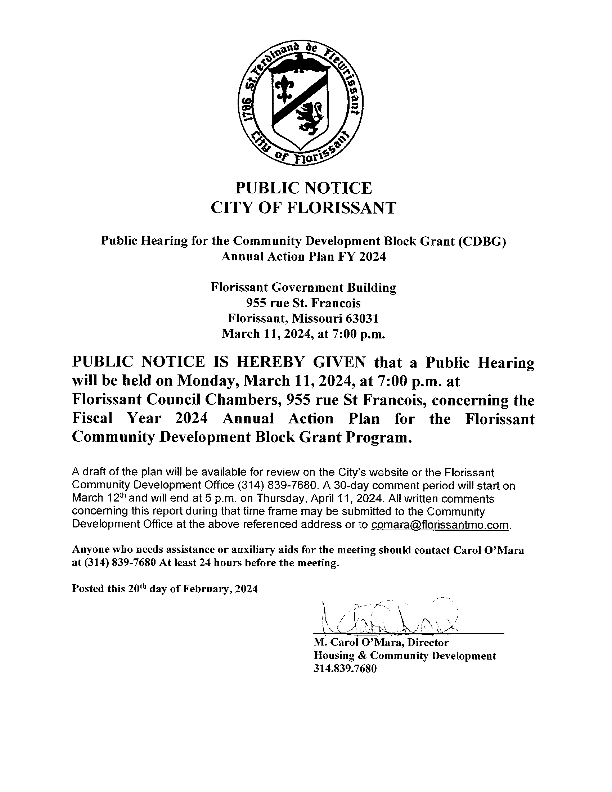 1786 St. Ferdinand de Fleurissant
City of Florissant
PUBLIC NOTICE
CITY OF FLORISSANT
Public Hearing for the Community Development Block Grant (CDBG)
Annual Action Plan FY 2024
Florissant Government Building
955 rue St. Francois
Florissant, Missouri 63031
March 11, 2024, at 7:00 p.m.
PUBLIC NOTICE IS HEREBY GIVEN that a Public Hearing
will be held on Monday, March 11, 2024, at 7:00 p.m. at
Florissant Council Chambers, 955 rue St Francois, concerning the
Fiscal Year 2024 Annual Action Plan for the Florissant
Community Development Block Grant Program.
A draft of the plan will be available for review on the City's website or the Florissant
Community Development Office (314) 839-7680. A 30-day comment period will start on
March 12th and will end at 5 p.m. on Thursday, April 11, 2024. All written comments
concerning this report during that time frame may be submitted to the Community
Development Office at the above referenced address or to comara@florissantmo.com.
Anyone who needs assistance or auxiliary aids for the meeting should contact Carol O'Mara
at (314) 839-7680 At least 24 hours before the meeting.
Posted this 20th day of February, 2024
M. Carol O'Mara, Director
Housing & Community Development
314.839.7680